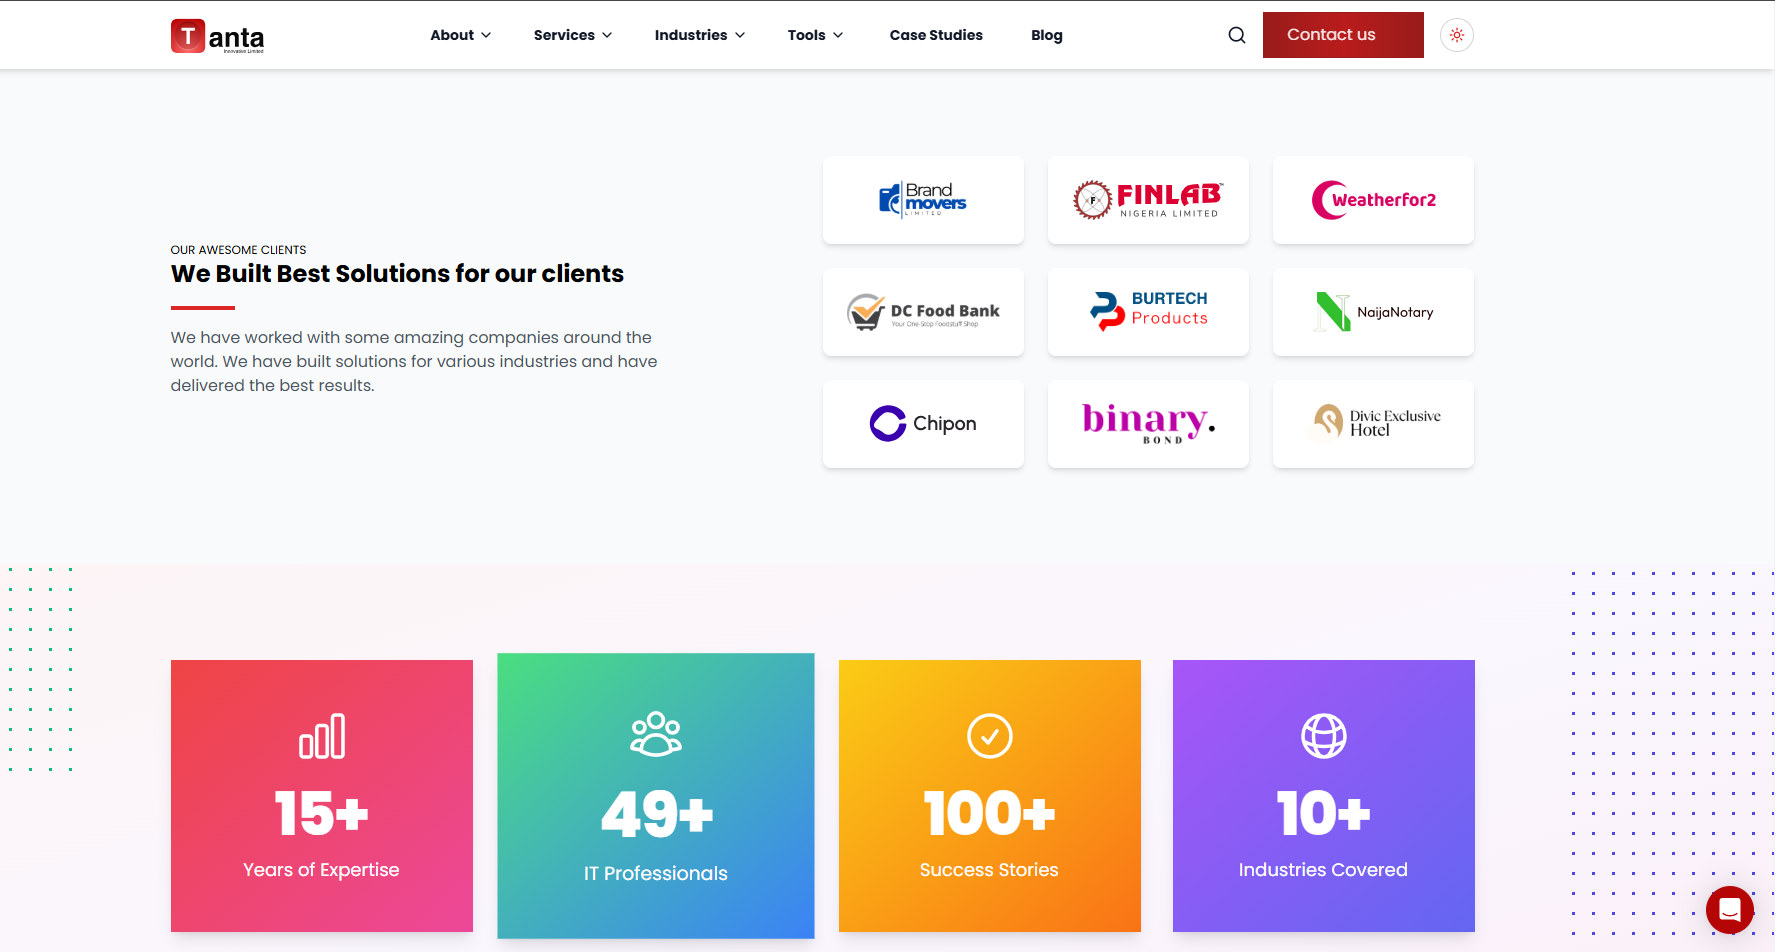 Tanta
Innovative Limited
About
Services
Industries
Tools
Case Studies
Blog
Contact us
OUR AWESOME CLIENTS
We Built Best Solutions for our clients
We have worked with some amazing companies around the
world. We have built solutions for various industries and have
delivered the best results.
Brand
movers
LIMITED
F
FINLAB™
NIGERIA LIMITED
Weatherfor2
DC Food Bank
Your One-Stop Foodstuff Shop
BURTECH
Products
NaijaNotary
Chipon
binary.
BOND
Divic Exclusive
Hotel
15+
Years of Expertise
49+
IT Professionals
100+
Success Stories
10+
Industries Covered